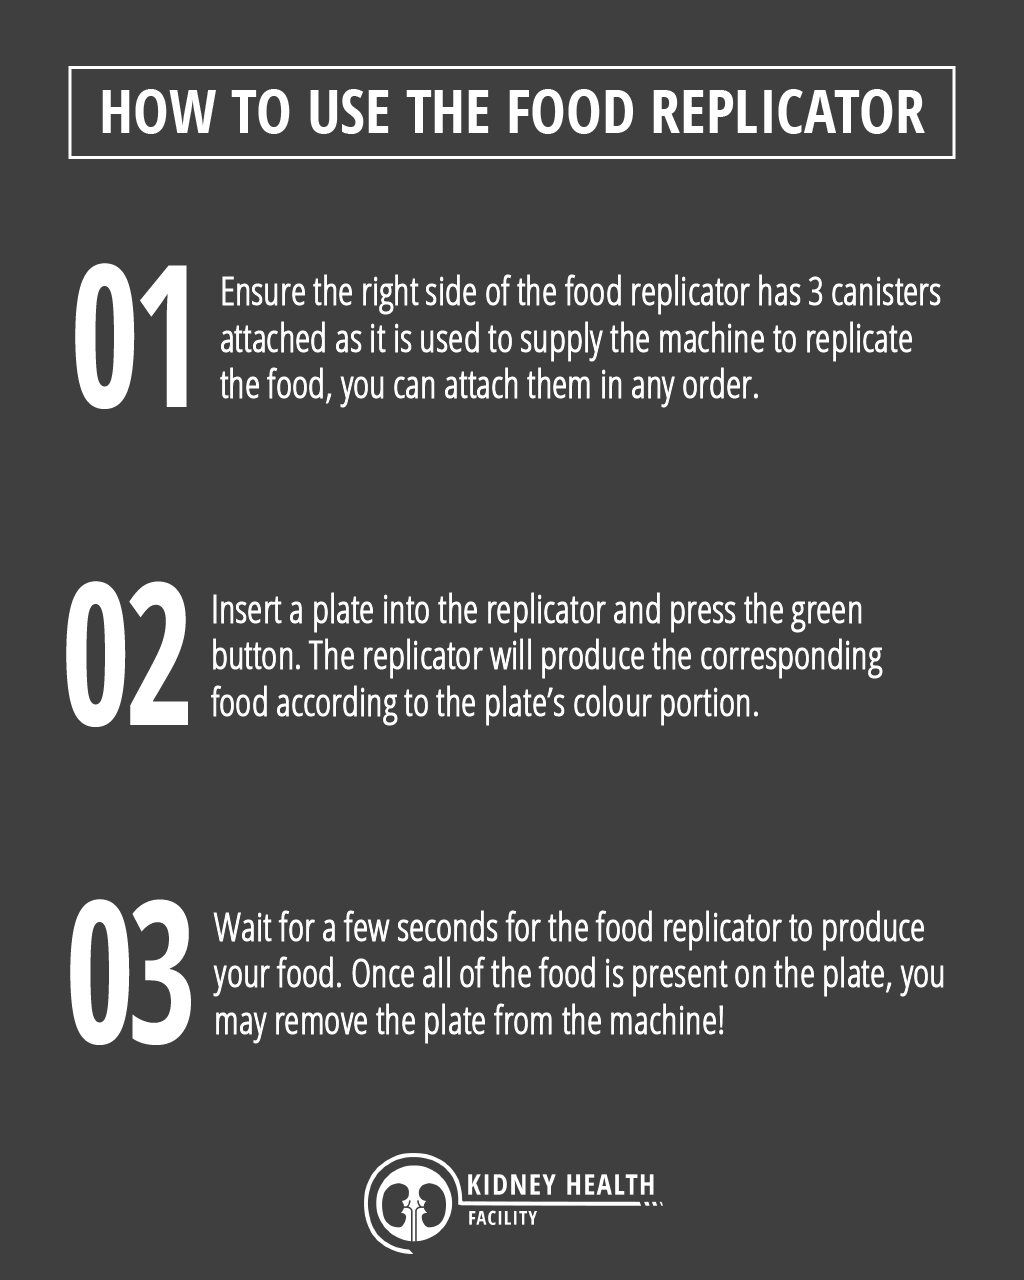 HOW TO USE THE FOOD REPLICATOR
01
Ensure the right side of the food replicator has 3 canisters
attached as it is used to supply the machine to replicate
the food, you can attach them in any order.
02
Insert a plate into the replicator and press the green
button. The replicator will produce the corresponding
food according to the plate’s colour portion.
03
Wait for a few seconds for the food replicator to produce
your food. Once all of the food is present on the plate, you
may remove the plate from the machine!
KIDNEY HEALTH
FACILITY